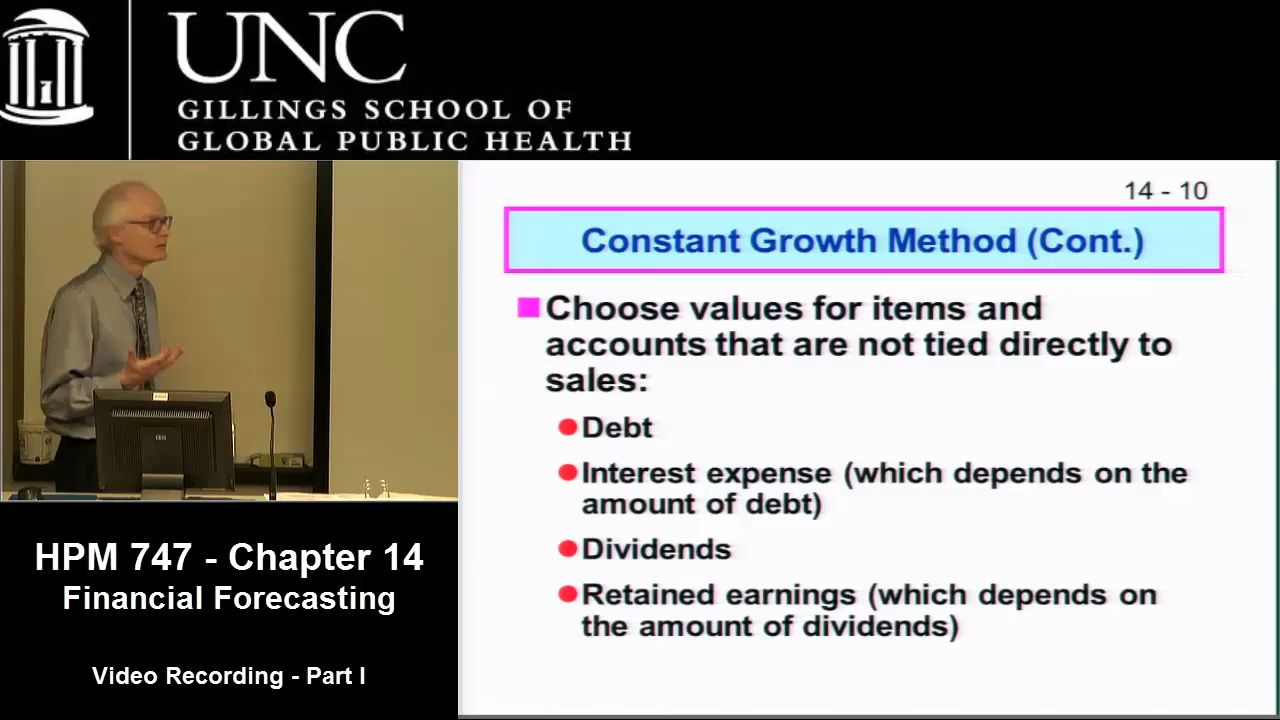 UNC
GILLINGS SCHOOL OF
GLOBAL PUBLIC HEALTH
14 - 10
Constant Growth Method (Cont.)
Choose values for items and
accounts that are not tied directly to
sales:
Debt
Interest expense (which depends on the
amount of debt)
Dividends
Retained earnings (which depends on
the amount of dividends)
IBM
HPM 747 - Chapter 14
Financial Forecasting
Video Recording - Part I